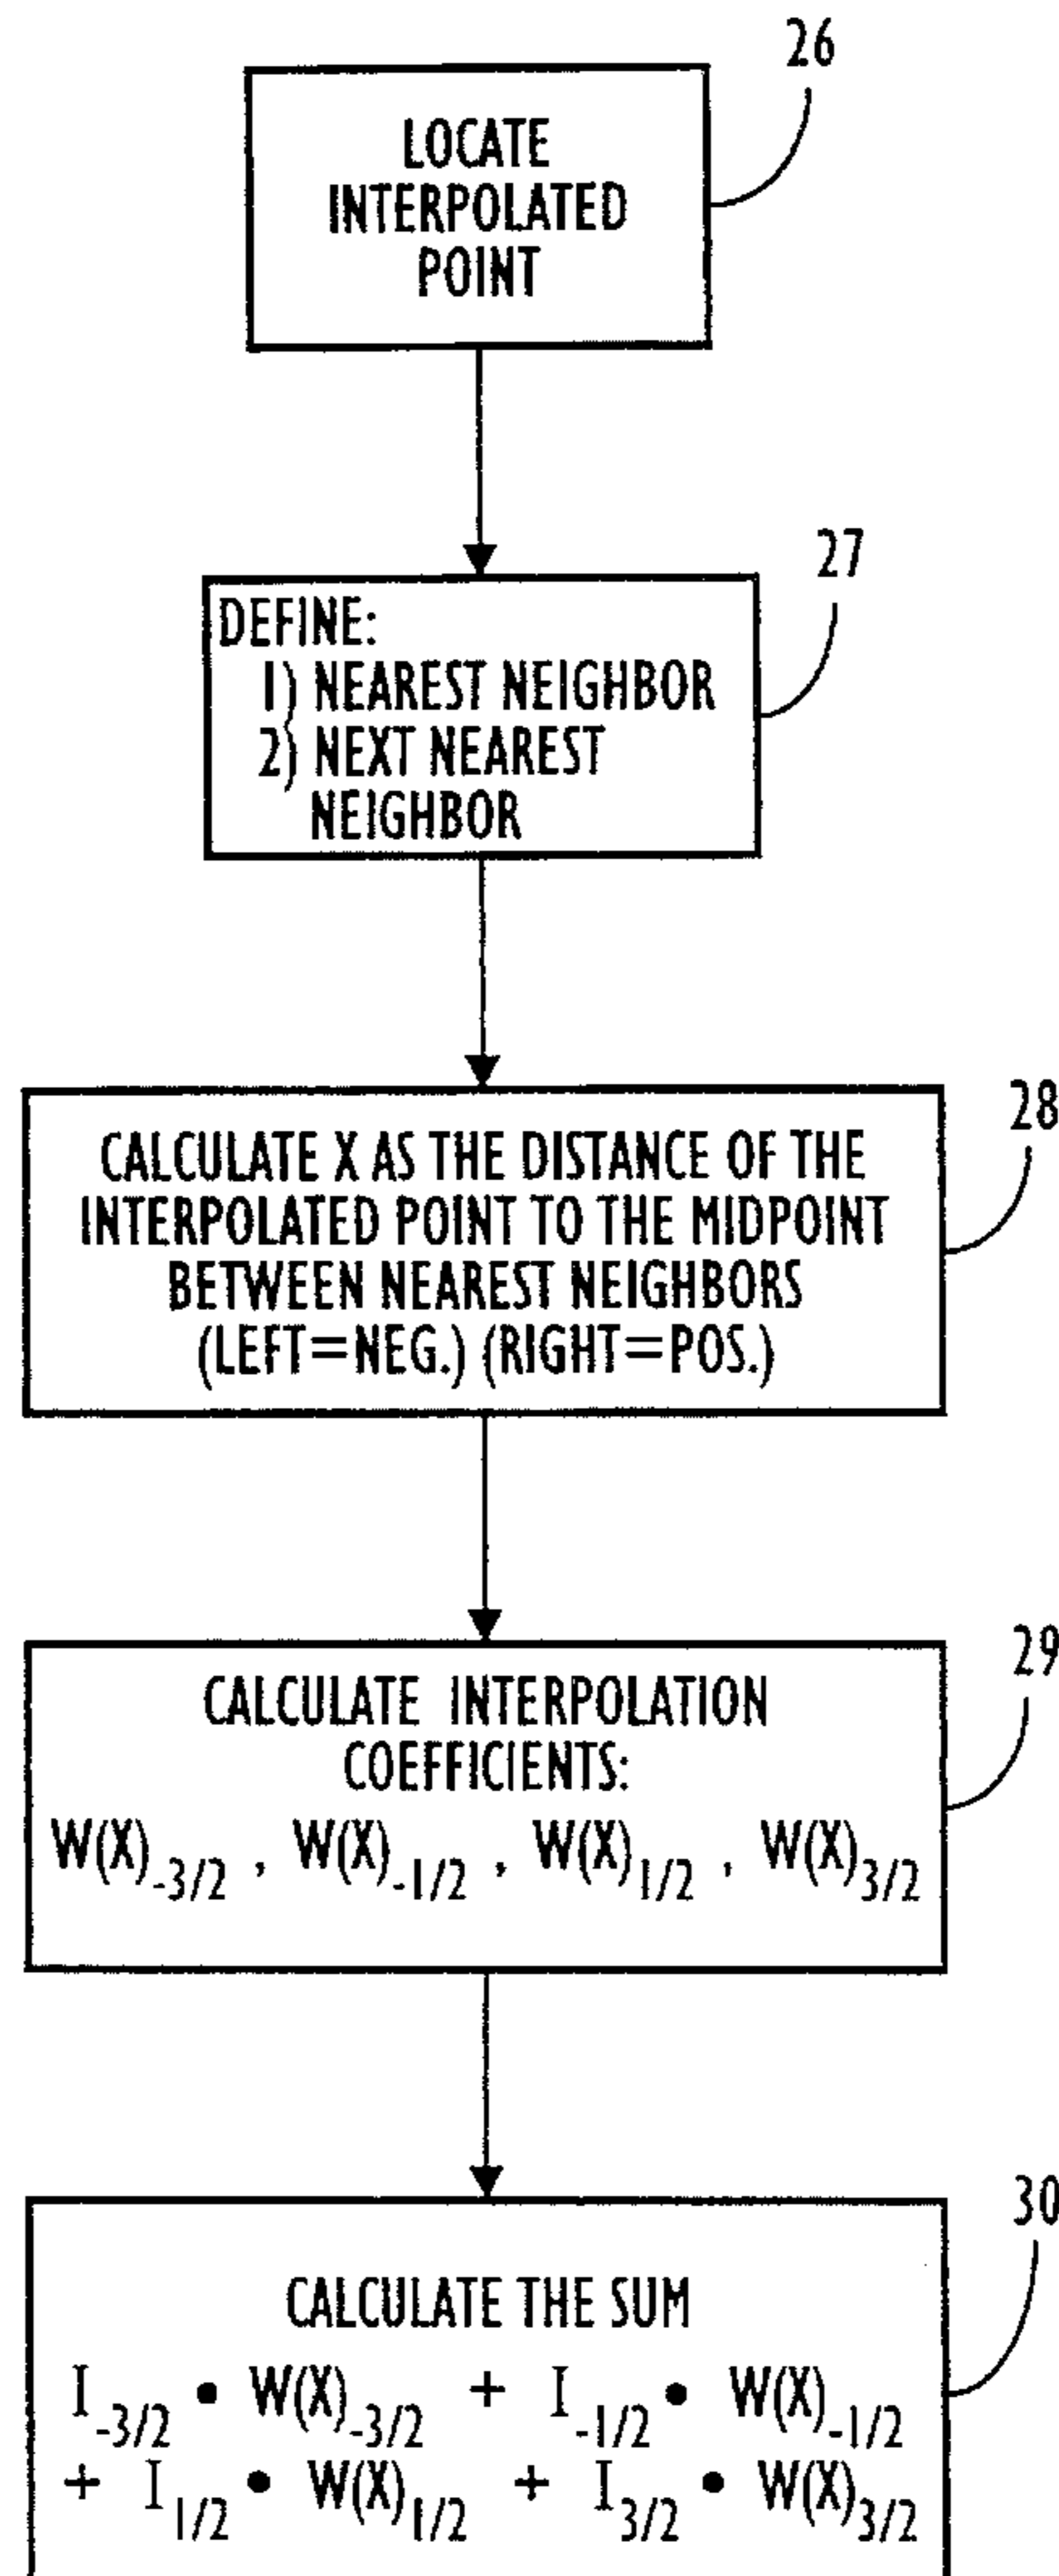 26
LOCATE
INTERPOLATED
POINT
27
DEFINE:
1) NEAREST NEIGHBOR
2) NEXT NEAREST
NEIGHBOR
28
CALCULATE X AS THE DISTANCE OF THE
INTERPOLATED POINT TO THE MIDPOINT
BETWEEN NEAREST NEIGHBORS
(LEFT=NEG.) (RIGHT=POS.)
29
CALCULATE INTERPOLATION
COEFFICIENTS:
W(X)-3/2 , W(X)-1/2 , W(X)1/2 , W(X)3/2
30
CALCULATE THE SUM
I-3/2 • W(X)-3/2 + I-1/2 • W(X)-1/2
+ I1/2 • W(X)1/2 + I3/2 • W(X)3/2